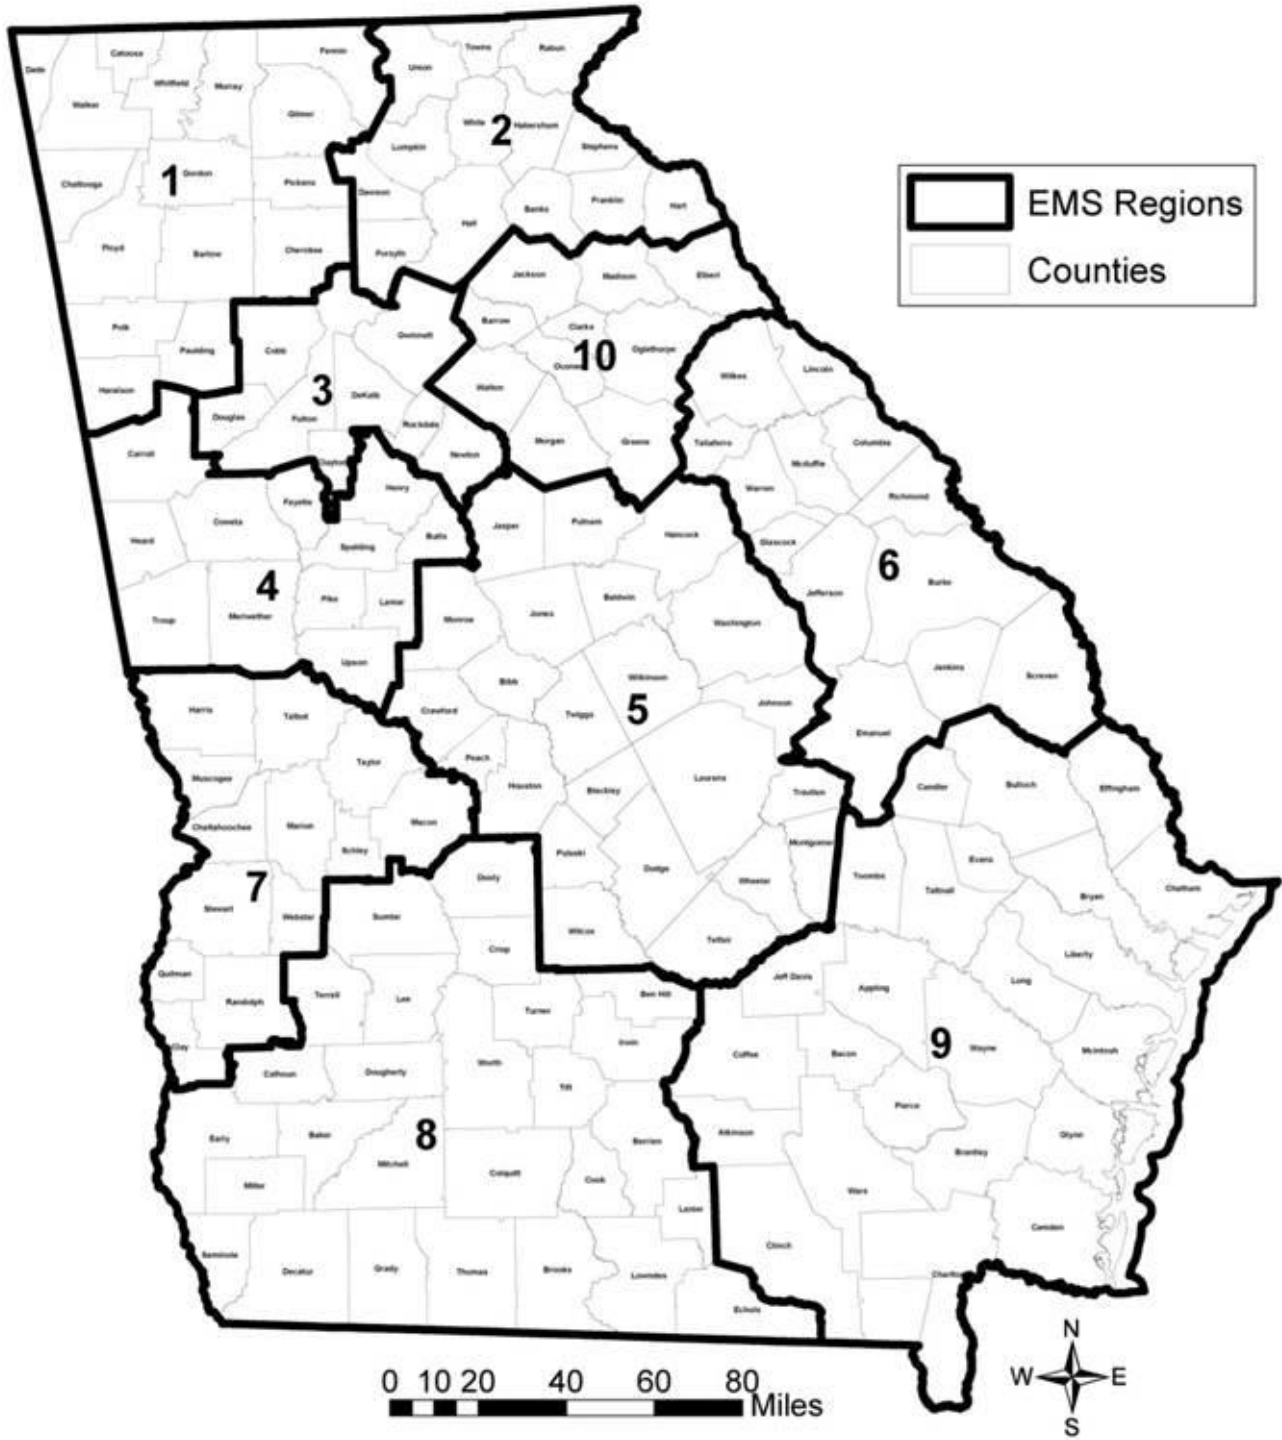 Dade
Catoosa
Whitfield
Murray
Fannin
Union
Towns
Rabun
Walker
Gilmer
White
2
Habersham
Lumpkin
Stephens
1
Chattooga
Gordon
Pickens
Dawson
Hall
Banks
Franklin
Hart
EMS Regions
Floyd
Bartow
Cherokee
Forsyth
Counties
Jackson
Madison
Elbert
Polk
Paulding
Cobb
Gwinnett
Barrow
Clarke
Oconee
10
Oglethorpe
Wilkes
Lincoln
Haralson
3
DeKalb
Walton
Douglas
Fulton
Rockdale
Morgan
Greene
Taliaferro
Columbia
Carroll
Clayton
Newton
Mcduffie
Fayette
Henry
Warren
Richmond
Coweta
Butts
Jasper
Putnam
Hancock
Heard
Spalding
Glascock
4
6
Burke
Troup
Meriwether
Pike
Lamar
Monroe
Jones
Baldwin
Washington
Jefferson
Upson
Bibb
Wilkinson
Jenkins
Screven
Harris
Talbot
Crawford
Twiggs
5
Johnson
Emanuel
Muscogee
Taylor
Peach
Houston
Bleckley
Laurens
Treutlen
Candler
Bulloch
Effingham
Chattahoochee
Marion
Macon
Schley
Pulaski
Dodge
Wheeler
Montgomery
Toombs
Tattnall
Evans
Bryan
Chatham
7
Stewart
Webster
Sumter
Dooly
Wilcox
Telfair
Quitman
Crisp
Jeff Davis
Appling
Long
Liberty
Randolph
Terrell
Lee
Turner
Ben Hill
Clay
Irwin
Coffee
Bacon
9
Wayne
McIntosh
Calhoun
Dougherty
Worth
Tift
Pierce
Early
Baker
8
Mitchell
Berrien
Atkinson
Brantley
Glynn
Miller
Colquitt
Cook
Lanier
Ware
Clinch
Camden
Seminole
Decatur
Grady
Thomas
Brooks
Lowndes
Echols
Charlton
N
W
E
S
0 10 20 40 60 80
Miles